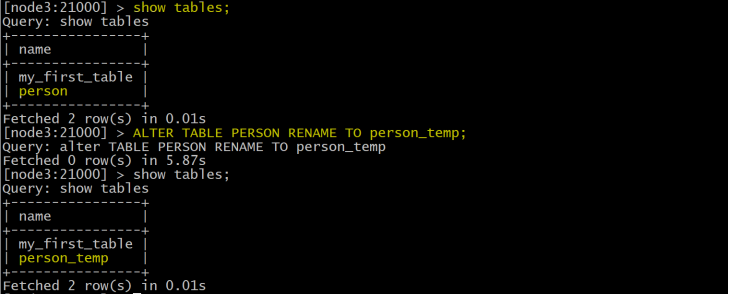 [node3:21000] > show tables;
Query: show tables
+----------------+
| name           |
+----------------+
| my_first_table |
| person         |
+----------------+
Fetched 2 row(s) in 0.01s
[node3:21000] > ALTER TABLE PERSON RENAME TO person_temp;
Query: alter TABLE PERSON RENAME TO person_temp
Fetched 0 row(s) in 5.87s
[node3:21000] > show tables;
Query: show tables
+----------------+
| name           |
+----------------+
| my_first_table |
| person_temp    |
+----------------+
Fetched 2 row(s) in 0.01s